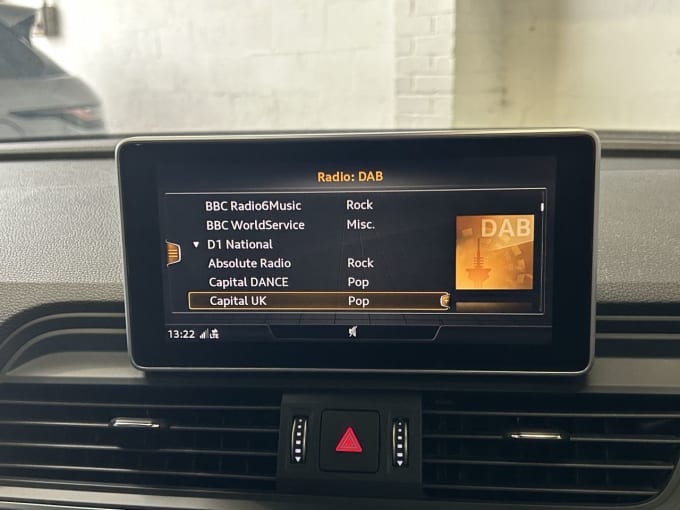 Radio: DAB
BBC Radio6Music Rock
BBC WorldService Misc.
▼ D1 National
Absolute Radio Rock
Capital DANCE Pop
Capital UK Pop
DAB
13:22 LTE